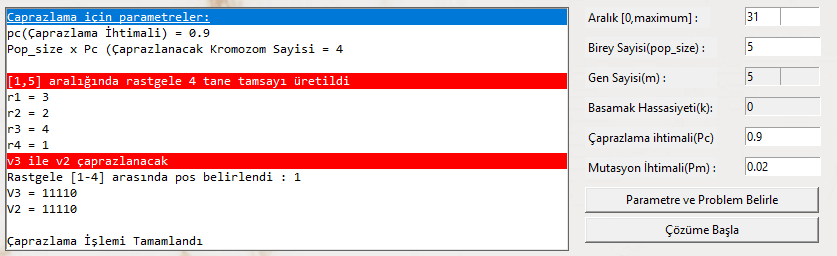 Çaprazlama için parametreler:
pc(Çaprazlama İhtimali) = 0.9
Pop_size x Pc (Çaprazlanacak Kromozom Sayisi = 4
[1,5] aralığında rastgele 4 tane tamsayı üretildi
r1 = 3
r2 = 2
r3 = 4
r4 = 1
v3 ile v2 çaprazlanacak
Rastgele [1-4] arasında pos belirlendi : 1
V3 = 11110
V2 = 11110
Çaprazlama İşlemi Tamamlandı
Aralık [0,maximum] : 31
Birey Sayisi(pop_size) : 5
Gen Sayisi(m) : 5
Basamak Hassasiyeti(k): 0
Çaprazlama ihtimali(Pc) 0.9
Mutasyon İhtimali(Pm) : 0.02
Parametre ve Problem Belirle
Çözüme Başla